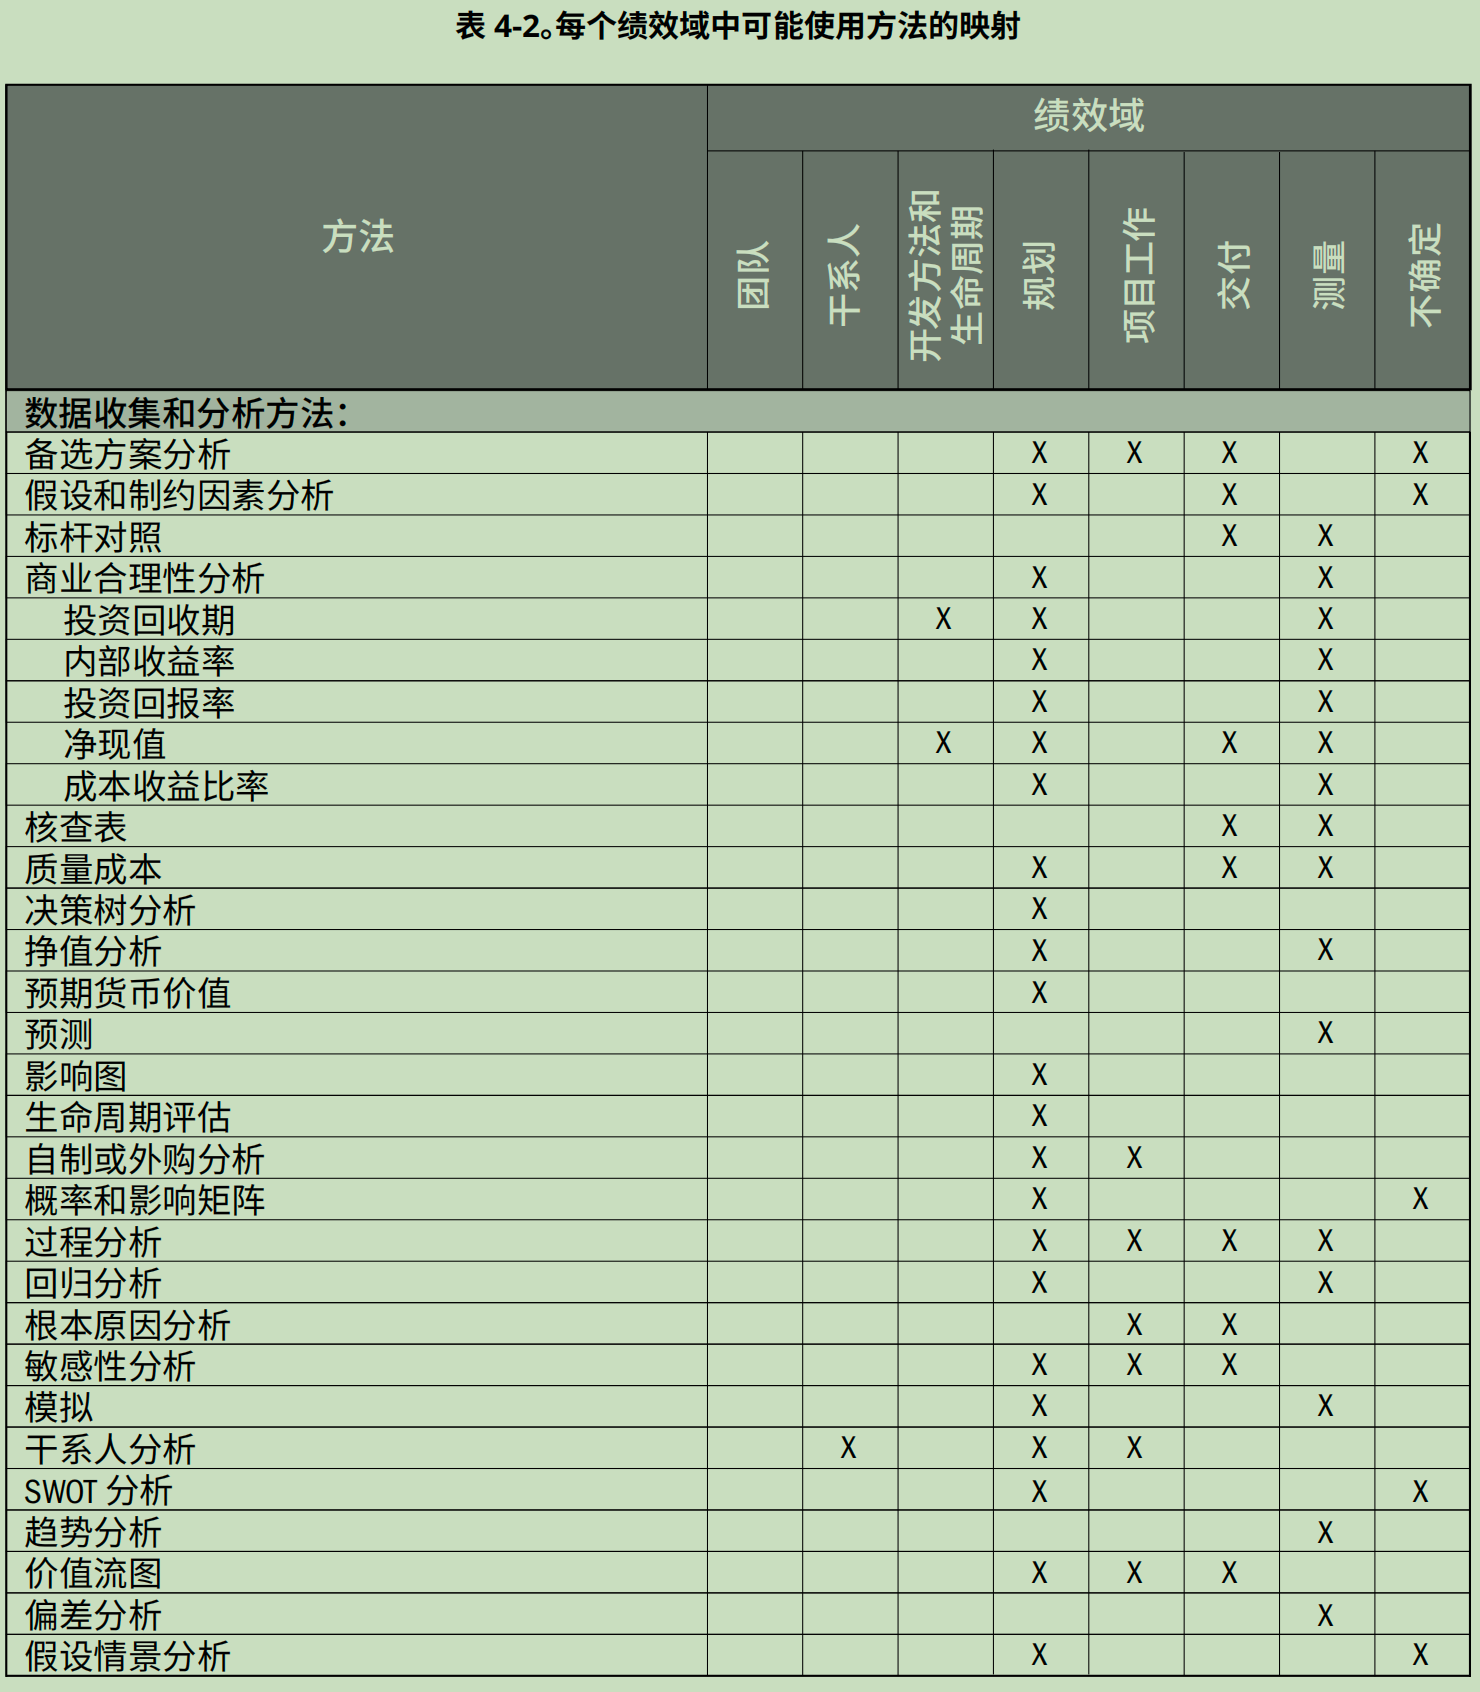 表 4-2。每个绩效域中可能使用方法的映射
方法
绩效域
团队
干系人
开发方法和
生命周期
规划
项目工作
交付
测量
不确定
数据收集和分析方法：
备选方案分析 X X X X
假设和制约因素分析 X X X
标杆对照 X X
商业合理性分析 X X
投资回收期 X X X
内部收益率 X X
投资回报率 X X
净现值 X X X X
成本收益比率 X X
核查表 X X
质量成本 X X X
决策树分析 X
挣值分析 X X
预期货币价值 X
预测 X
影响图 X
生命周期评估 X
自制或外购分析 X X
概率和影响矩阵 X X
过程分析 X X X X
回归分析 X X
根本原因分析 X X
敏感性分析 X X X
模拟 X X
干系人分析 X X X
SWOT 分析 X X
趋势分析 X
价值流图 X X X
偏差分析 X
假设情景分析 X X